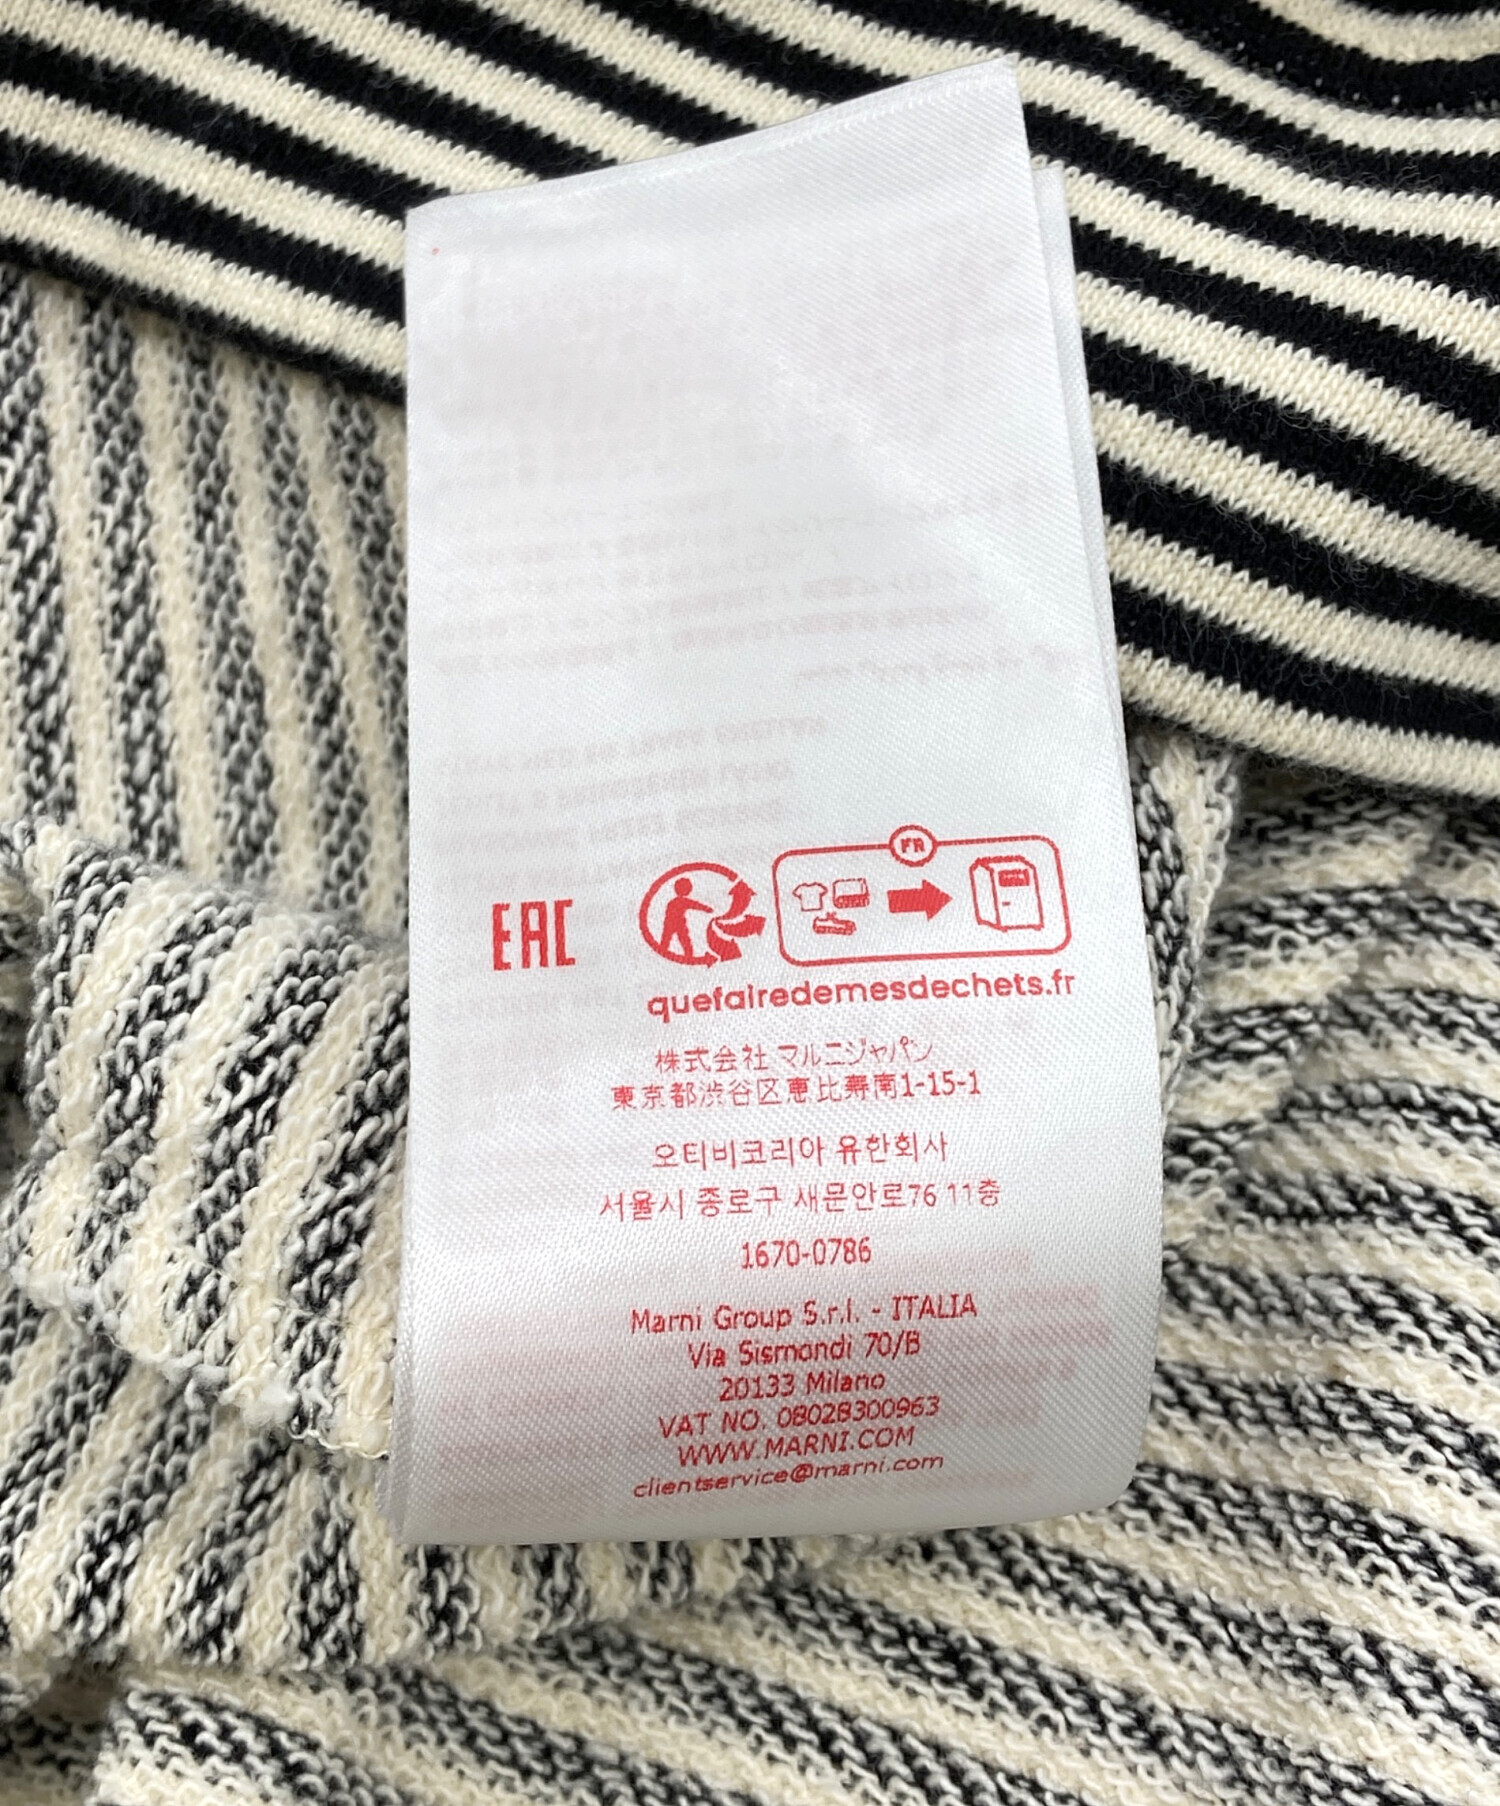 FR
EAC
quefairedemesdechets.fr
株式会社 マルニジャパン
東京都渋谷区恵比寿南1-15-1
오티비코리아 유한회사
서울시 종로구 새문안로76 11층
1670-0786
Marni Group S.r.l. - ITALIA
Via Sismondi 70/B
20133 Milano
VAT NO. 08028300963
WWW.MARNI.COM
clientservice@marni.com